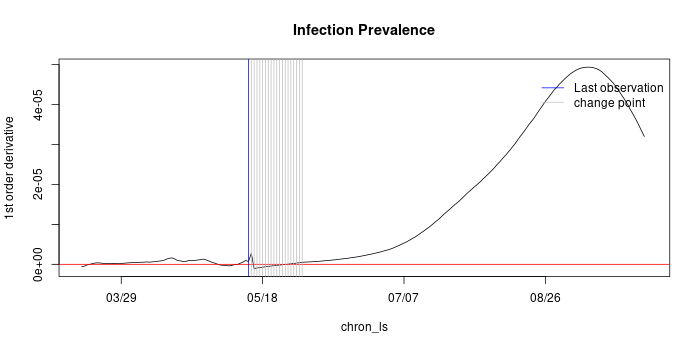 Infection Prevalence
1st order derivative
4e-05
2e-05
0e+00
Last observation
change point
03/29
05/18
07/07
08/26
chron_ls